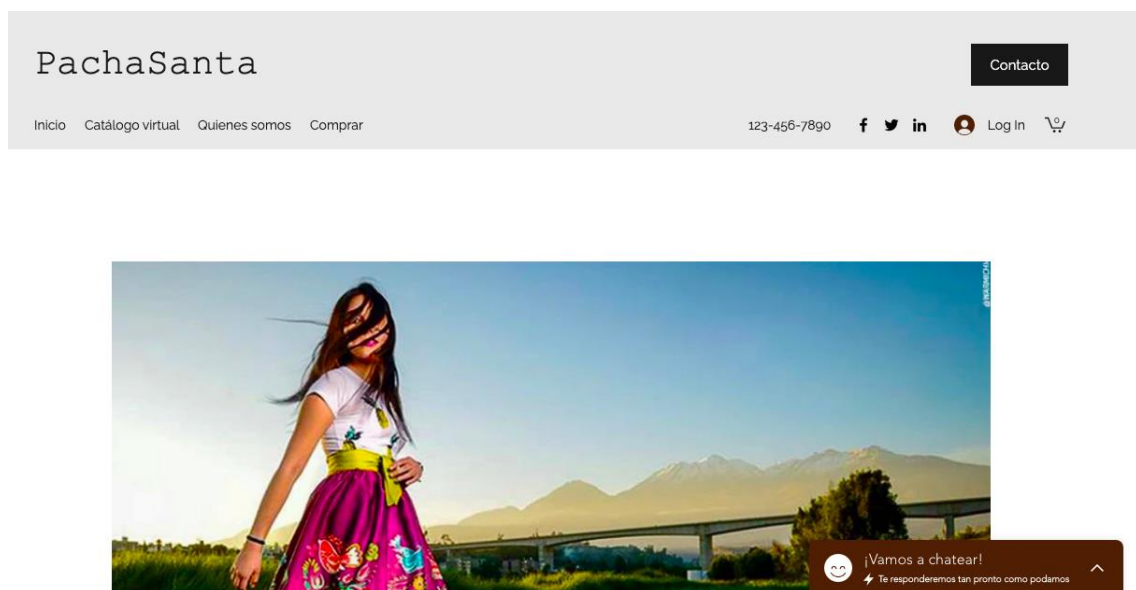 PachaSanta
Contacto
Inicio Catálogo virtual Quienes somos Comprar
123-456-7890 Log In 0
¡Vamos a chatear!
Te responderemos tan pronto como podamos